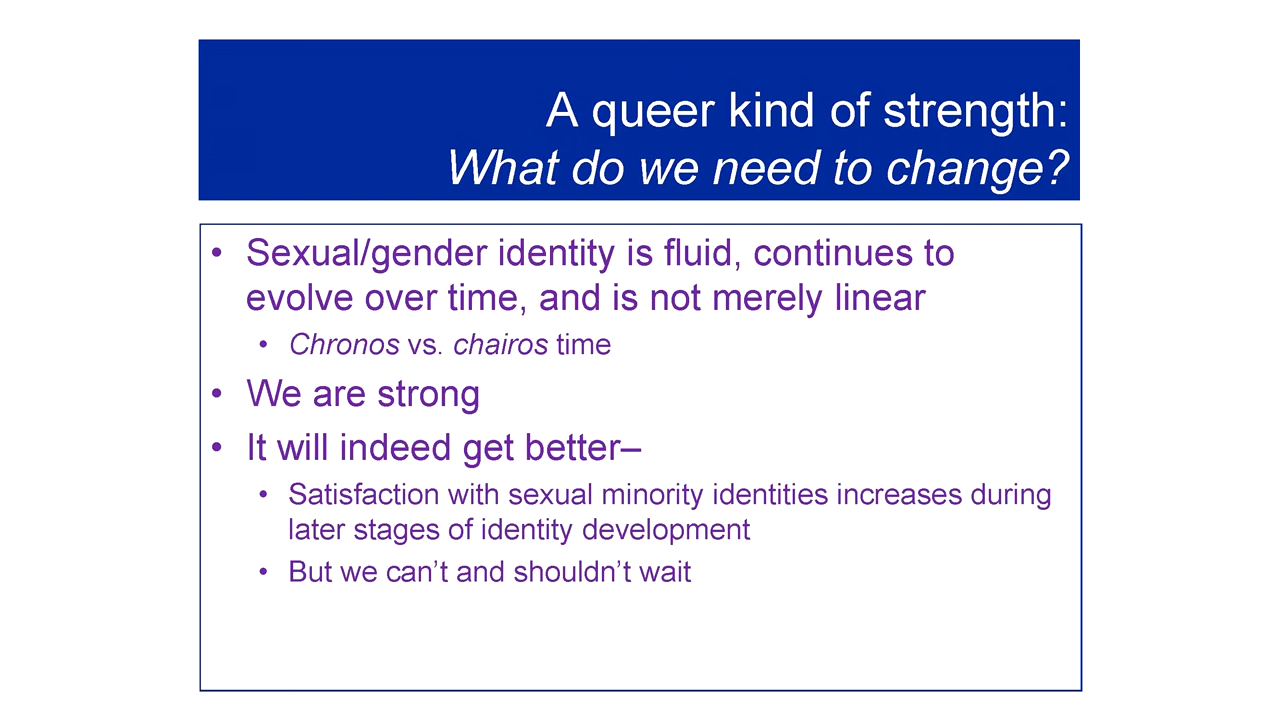 A queer kind of strength:
What do we need to change?
• Sexual/gender identity is fluid, continues to
evolve over time, and is not merely linear
• Chronos vs. chairos time
• We are strong
• It will indeed get better–
• Satisfaction with sexual minority identities increases during
later stages of identity development
• But we can’t and shouldn’t wait